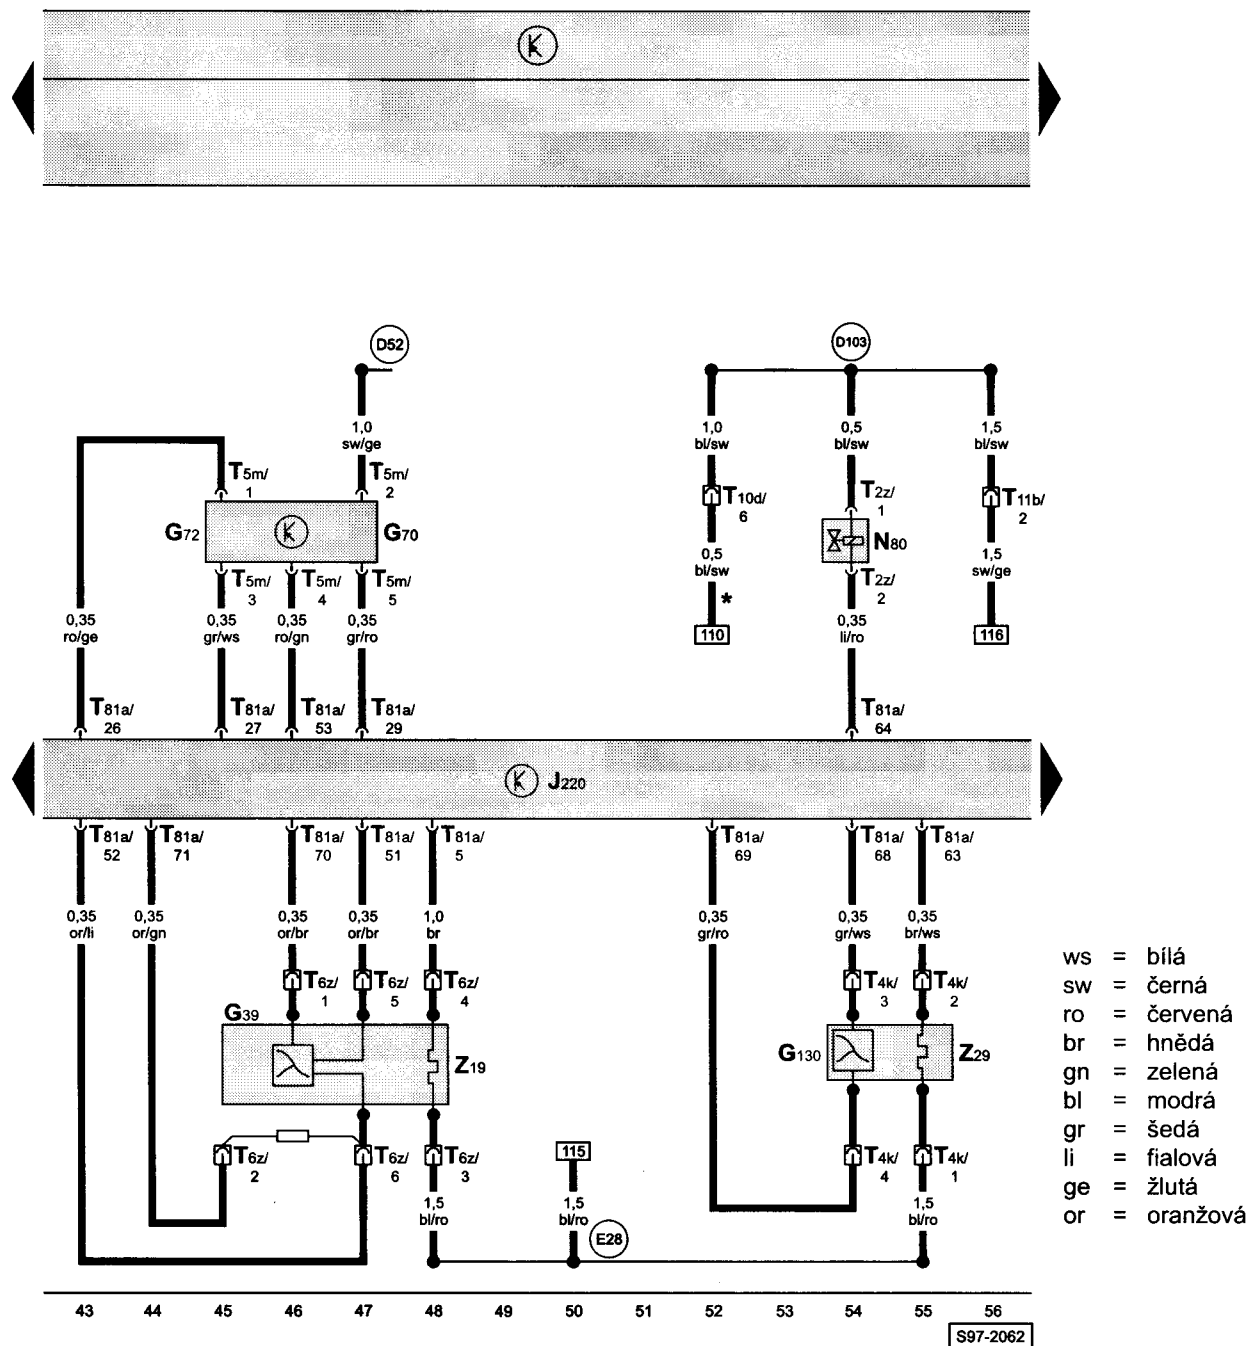 D52
D103
1,0
sw/ge
1,0
bl/sw
0,5
bl/sw
1,5
bl/sw
T5m/
1
T5m/
2
T10d/
6
T2z/
1
T11b/
2
G72
G70
N80
T5m/
3
T5m/
4
T5m/
5
0,5
bl/sw
*
T2z/
2
1,5
sw/ge
0,35
ro/ge
0,35
gr/ws
0,35
ro/gn
0,35
gr/ro
110
0,35
li/ro
116
T81a/
26
T81a/
27
T81a/
53
T81a/
29
T81a/
64
J220
T81a/
52
T81a/
71
T81a/
70
T81a/
51
T81a/
5
T81a/
69
T81a/
68
T81a/
63
0,35
or/li
0,35
or/gn
0,35
or/br
0,35
or/br
1,0
br
0,35
gr/ro
0,35
gr/ws
0,35
br/ws
T6z/
1
T6z/
5
T6z/
4
T4k/
3
T4k/
2
G39
Z19
G130
Z29
T6z/
2
T6z/
6
T6z/
3
115
T4k/
4
T4k/
1
1,5
bl/ro
1,5
bl/ro
E28
1,5
bl/ro
ws = bílá
sw = černá
ro = červená
br = hnědá
gn = zelená
bl = modrá
gr = šedá
li = fialová
ge = žlutá
or = oranžová
43 44 45 46 47 48 49 50 51 52 53 54 55 56
S97-2062